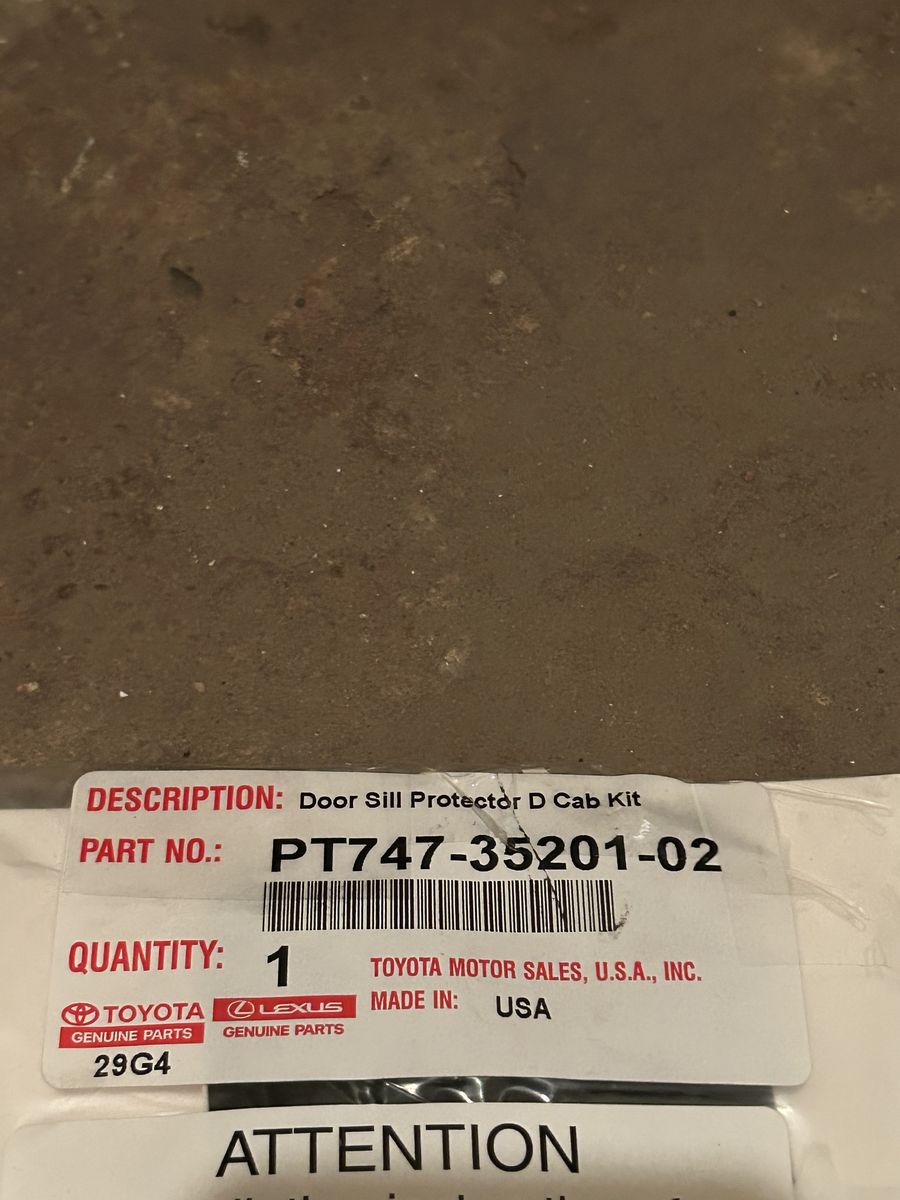 DESCRIPTION: Door Sill Protector D Cab Kit
PART NO.: PT747-35201-02
QUANTITY: 1
TOYOTA MOTOR SALES, U.S.A., INC.
MADE IN: USA
TOYOTA
GENUINE PARTS
LEXUS
GENUINE PARTS
29G4
ATTENTION